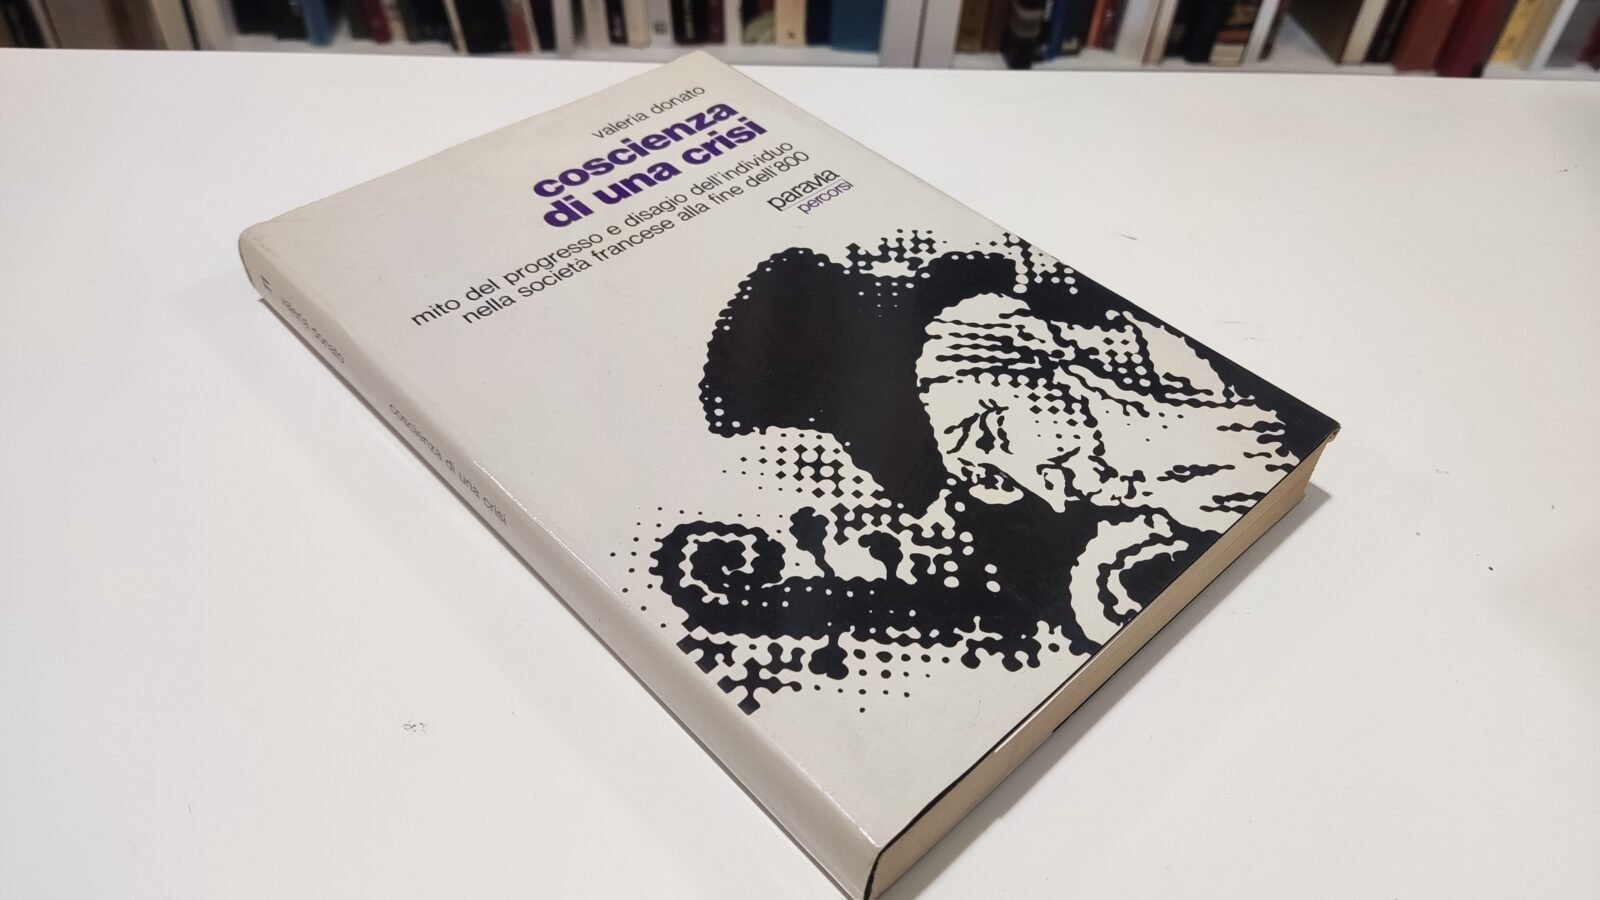 valeria donato
coscienza
di una crisi
mito del progresso e disagio dell'individuo
nella società francese alla fine dell'800
paravia
percorsi
valeria donato
coscienza di una crisi